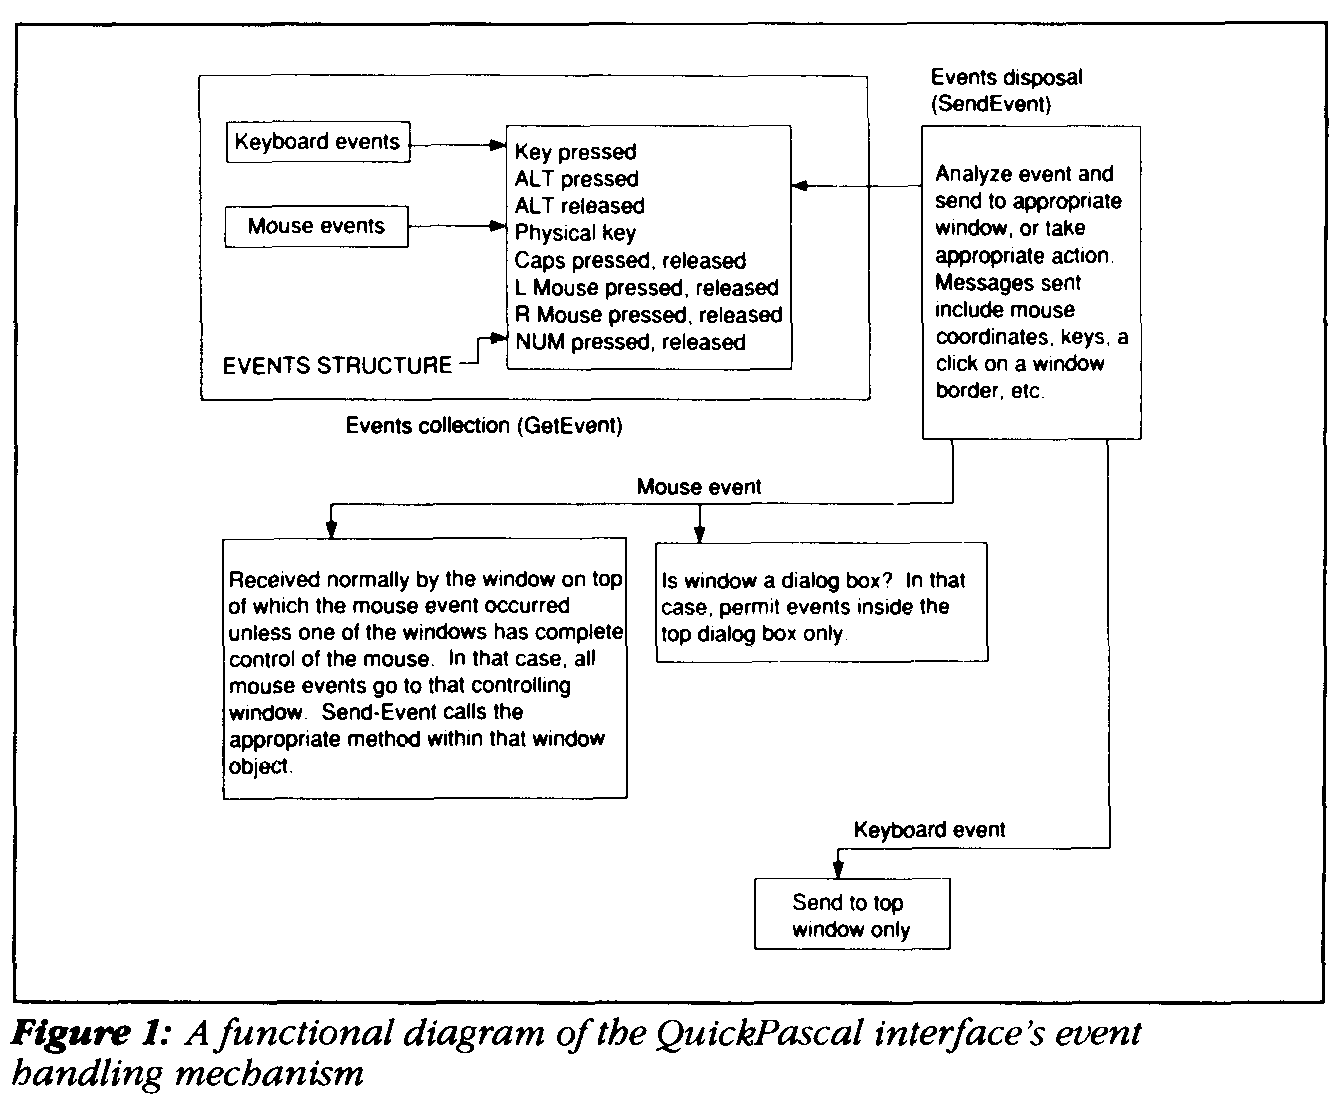 Keyboard events
Mouse events
EVENTS STRUCTURE
Key pressed
ALT pressed
ALT released
Physical key
Caps pressed, released
L Mouse pressed, released
R Mouse pressed, released
NUM pressed, released
Events collection (GetEvent)
Events disposal
(SendEvent)
Analyze event and
send to appropriate
window, or take
appropriate action.
Messages sent
include mouse
coordinates, keys, a
click on a window
border, etc.
Mouse event
Received normally by the window on top
of which the mouse event occurred
unless one of the windows has complete
control of the mouse. In that case, all
mouse events go to that controlling
window. Send-Event calls the
appropriate method within that window
object.
Is window a dialog box? In that
case, permit events inside the
top dialog box only.
Keyboard event
Send to top
window only
Figure 1: A functional diagram of the QuickPascal interface's event
handling mechanism